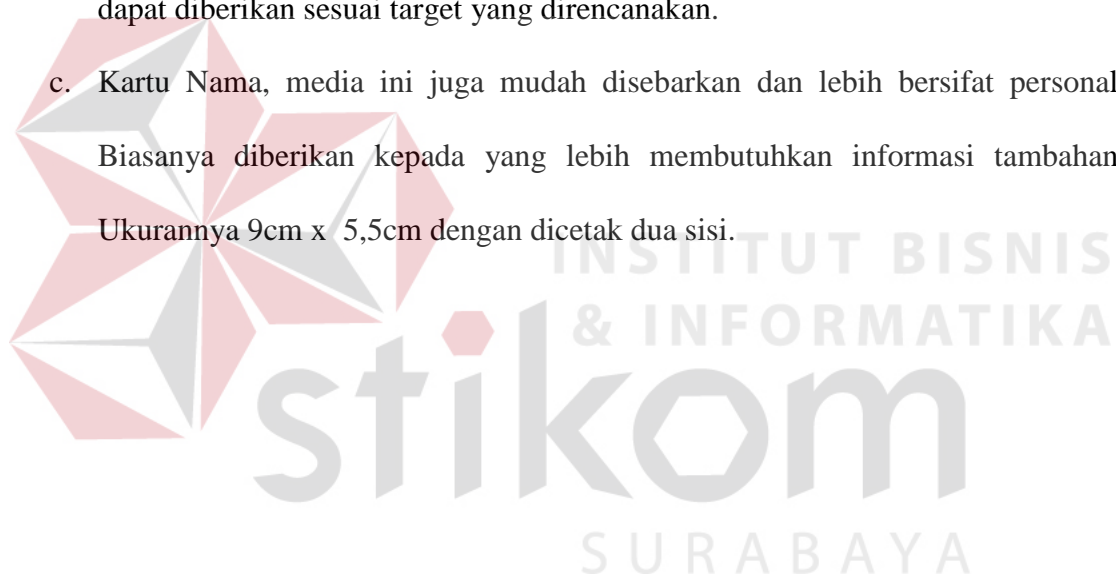 dapat diberikan sesuai target yang direncanakan.
c. Kartu Nama, media ini juga mudah disebarkan dan lebih bersifat personal
Biasanya diberikan kepada yang lebih membutuhkan informasi tambahan
Ukurannya 9cm x 5,5cm dengan dicetak dua sisi.
INSTITUT BISNIS
& INFORMATIKA
stikom
SURABAYA